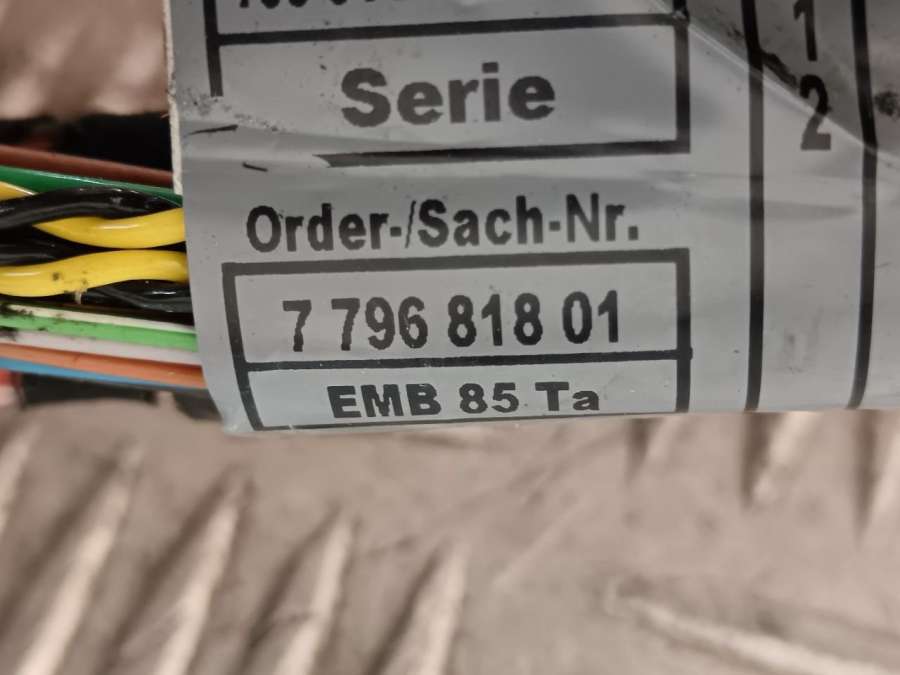 Serie
Order-/Sach-Nr.
7 796 818 01
EMB 85 Ta
1
2